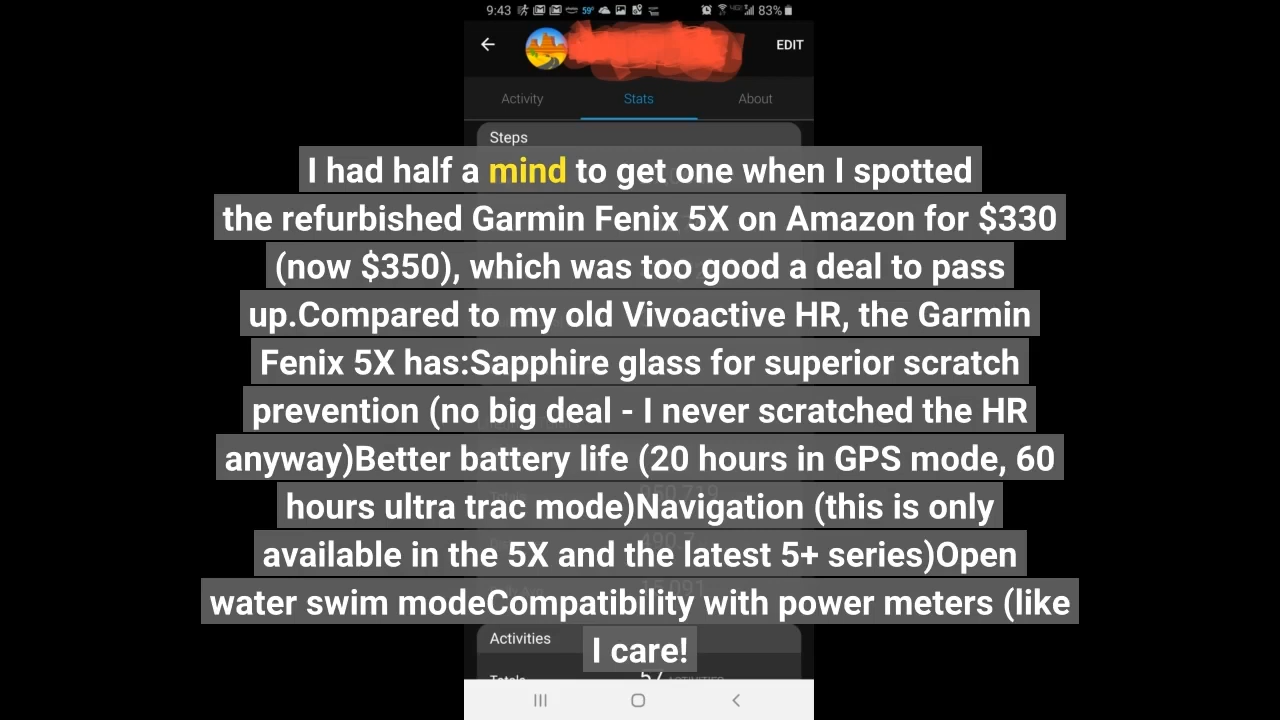 9:43
59°
83%
EDIT
Activity
Stats
About
Steps
I had half a mind to get one when I spotted
the refurbished Garmin Fenix 5X on Amazon for $330
(now $350), which was too good a deal to pass
up.Compared to my old Vivoactive HR, the Garmin
Fenix 5X has:Sapphire glass for superior scratch
prevention (no big deal - I never scratched the HR
anyway)Better battery life (20 hours in GPS mode, 60
hours ultra trac mode)Navigation (this is only
available in the 5X and the latest 5+ series)Open
water swim modeCompatibility with power meters (like
I care!
Activities
Totals
57 ACTIVITIES